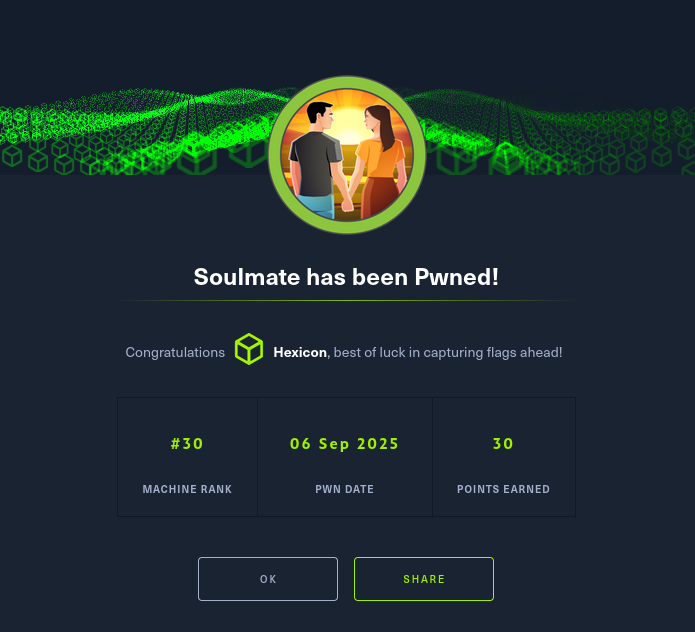 Soulmate has been Pwned!
Congratulations Hexicon, best of luck in capturing flags ahead!
#30 06 Sep 2025 30
MACHINE RANK PWN DATE POINTS EARNED
OK SHARE